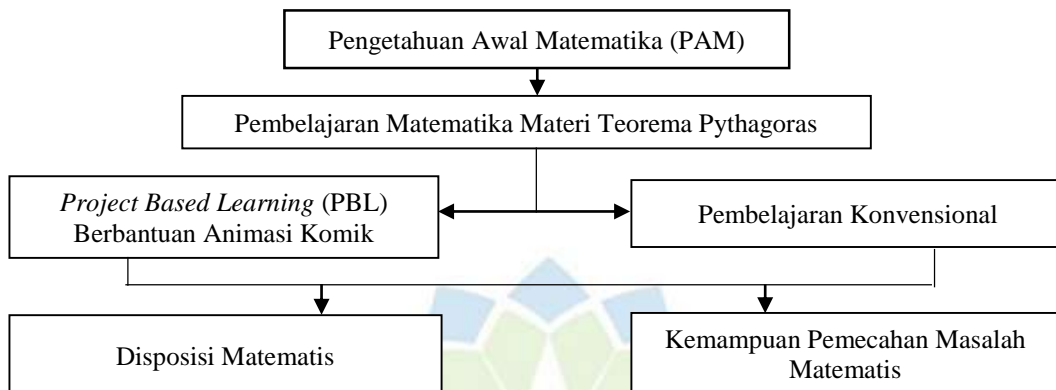 Pengetahuan Awal Matematika (PAM)
Pembelajaran Matematika Materi Teorema Pythagoras
Project Based Learning (PBL)
Berbantuan Animasi Komik
Pembelajaran Konvensional
Disposisi Matematis
Kemampuan Pemecahan Masalah
Matematis